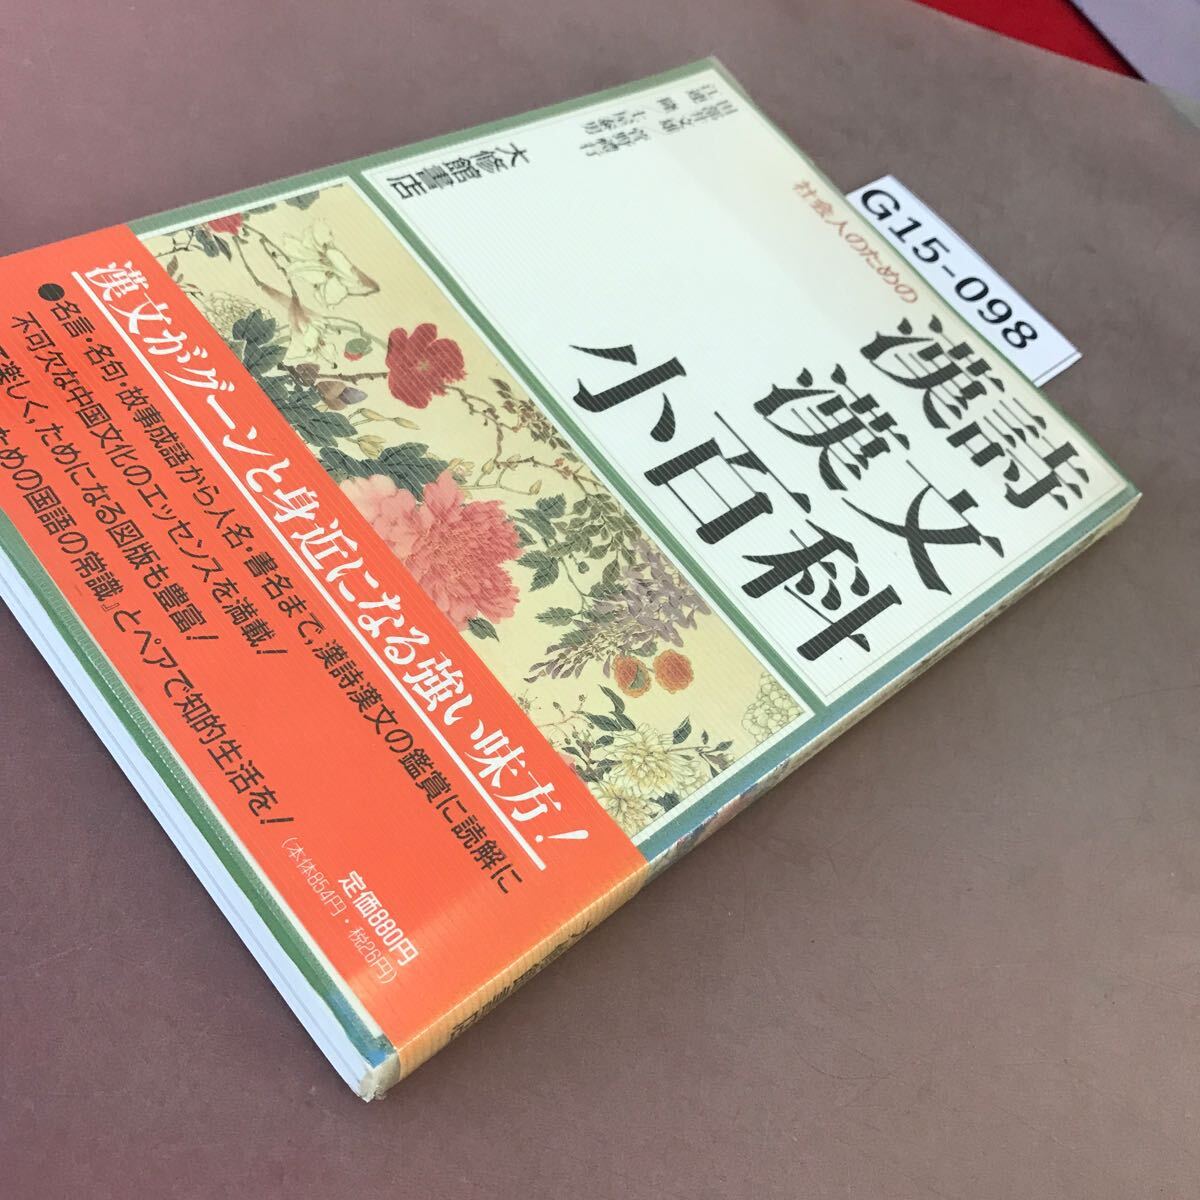 G15-098
社会人のための
漢詩
漢文
小百科
大修館書店
漢文がグーンと身近になる強い味方!
●名言・名句・故事成語から人名・書名まで,漢詩漢文の鑑賞に読解に
不可欠な中国文化のエッセンスを満載!
楽しく,ためになる図版も豊富!
ための国語の常識』とペアで知的生活を!
定価880円
(本体854円・税26円)